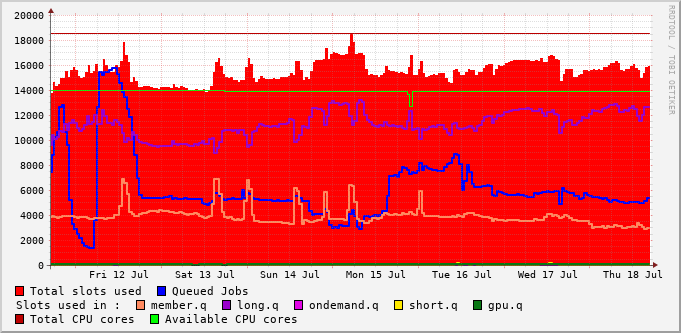 20000
18000
16000
14000
12000
10000
8000
6000
4000
2000
0
Fri 12 Jul Sat 13 Jul Sun 14 Jul Mon 15 Jul Tue 16 Jul Wed 17 Jul Thu 18 Jul
Total slots used Queued Jobs
Slots used in : member.q long.q ondemand.q short.q gpu.q
Total CPU cores Available CPU cores
RRDTOOL / TOBI OETIKER